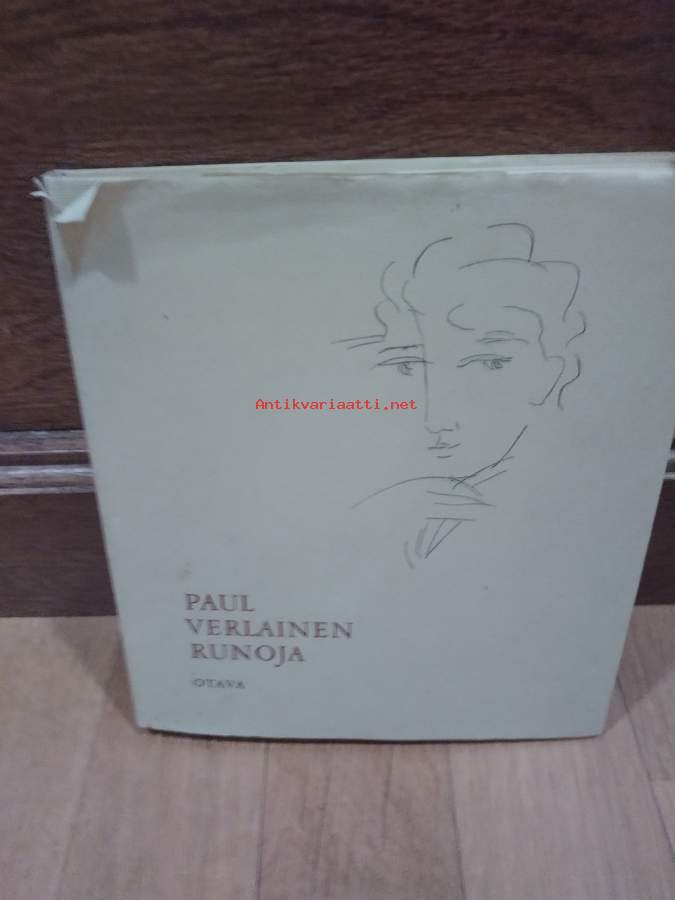 Antikvariaatti.net
PAUL
VERLAINEN
RUNOJA
OTAVA